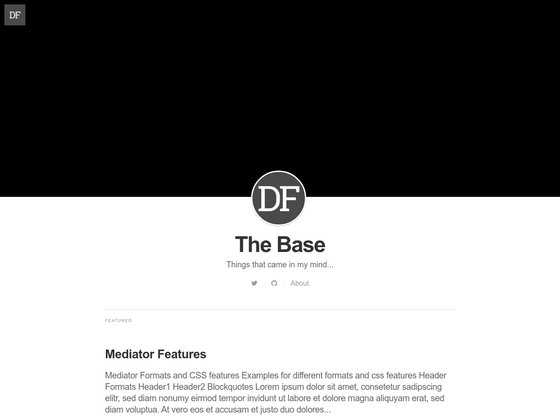 DF
DF
The Base
Things that came in my mind...
· About
FEATURED
Mediator Features
Mediator Formats and CSS features Examples for different formats and css features Header
Formats Header1 Header2 Blockquotes Lorem ipsum dolor sit amet, consetetur sadipscing
elitr, sed diam nonumy eirmod tempor invidunt ut labore et dolore magna aliquyam erat, sed
diam voluptua. At vero eos et accusam et justo duo dolores...